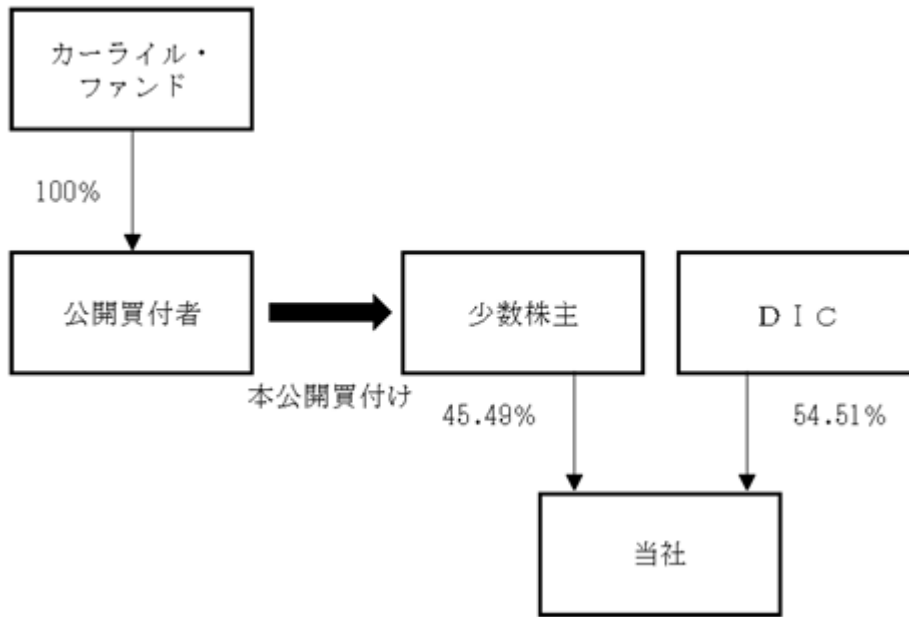 カーライル・
ファンド
100%
公開買付者
少数株主
ＤＩＣ
本公開買付け
45.49%
54.51%
当社